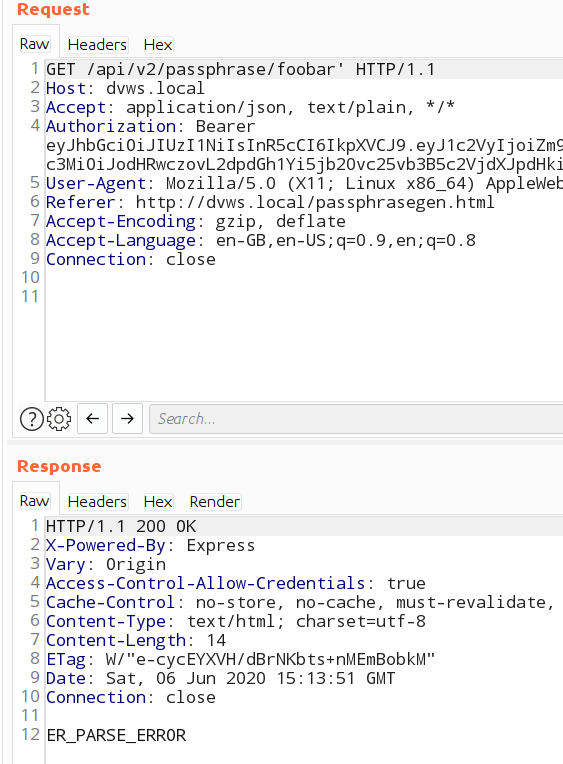 Request
Raw Headers Hex
1 GET /api/v2/passphrase/foobar' HTTP/1.1
2 Host: dvws.local
3 Accept: application/json, text/plain, */*
4 Authorization: Bearer
eyJhbGciOiJIUzI1NiIsInR5cCI6IkpXVCJ9.eyJ1c2VyIjoiZm9
c3MiOiJodHRwczovL2dpdGh1Yi5jb20vc25vb3B5c2VjdXJpdHki
5 User-Agent: Mozilla/5.0 (X11; Linux x86_64) AppleWeb
6 Referer: http://dvws.local/passphrasegen.html
7 Accept-Encoding: gzip, deflate
8 Accept-Language: en-GB,en-US;q=0.9,en;q=0.8
9 Connection: close
10
11
Search...
Response
Raw Headers Hex Render
1 HTTP/1.1 200 OK
2 X-Powered-By: Express
3 Vary: Origin
4 Access-Control-Allow-Credentials: true
5 Cache-Control: no-store, no-cache, must-revalidate,
6 Content-Type: text/html; charset=utf-8
7 Content-Length: 14
8 ETag: W/"e-cycEYXVH/dBrNKbts+nMEmBobkM"
9 Date: Sat, 06 Jun 2020 15:13:51 GMT
10 Connection: close
11
12 ER_PARSE_ERROR